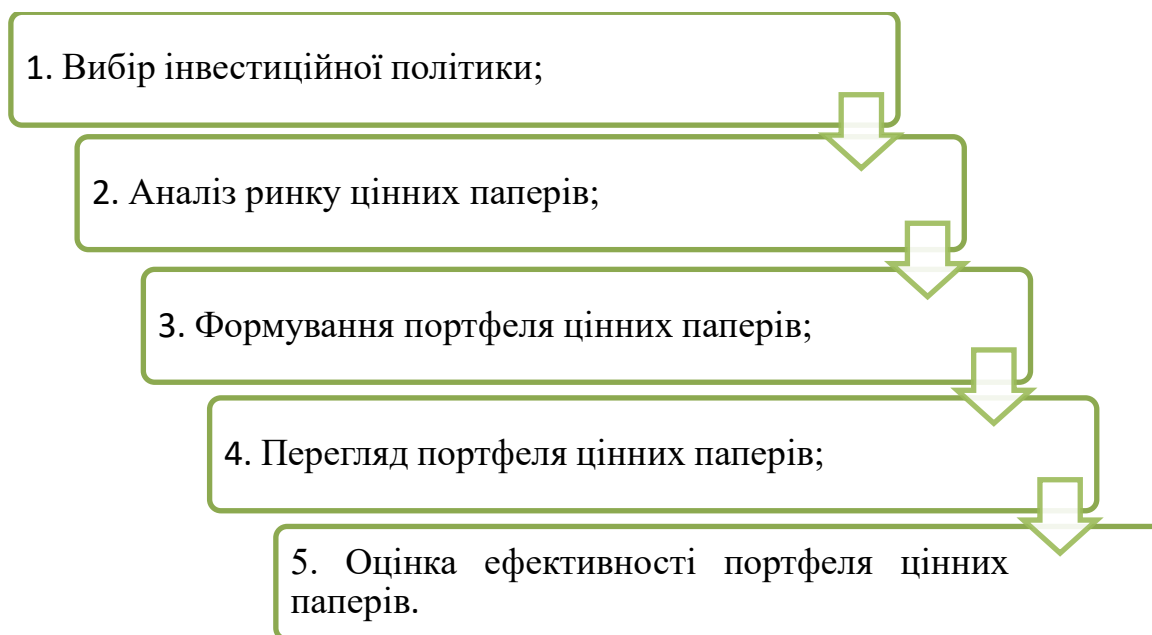 1. Вибір інвестиційної політики;
2. Аналіз ринку цінних паперів;
3. Формування портфеля цінних паперів;
4. Перегляд портфеля цінних паперів;
5. Оцінка ефективності портфеля цінних
паперів.